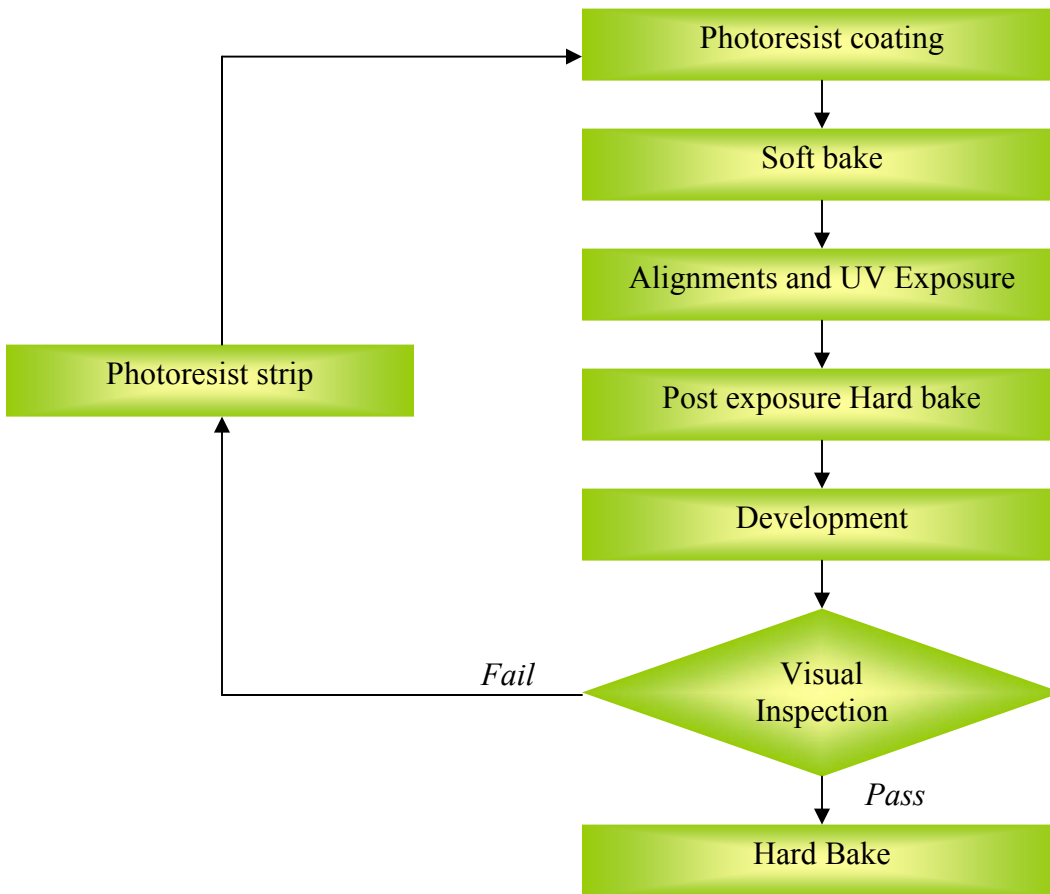 Photoresist coating
Soft bake
Alignments and UV Exposure
Photoresist strip
Post exposure Hard bake
Development
Fail
Visual
Inspection
Pass
Hard Bake